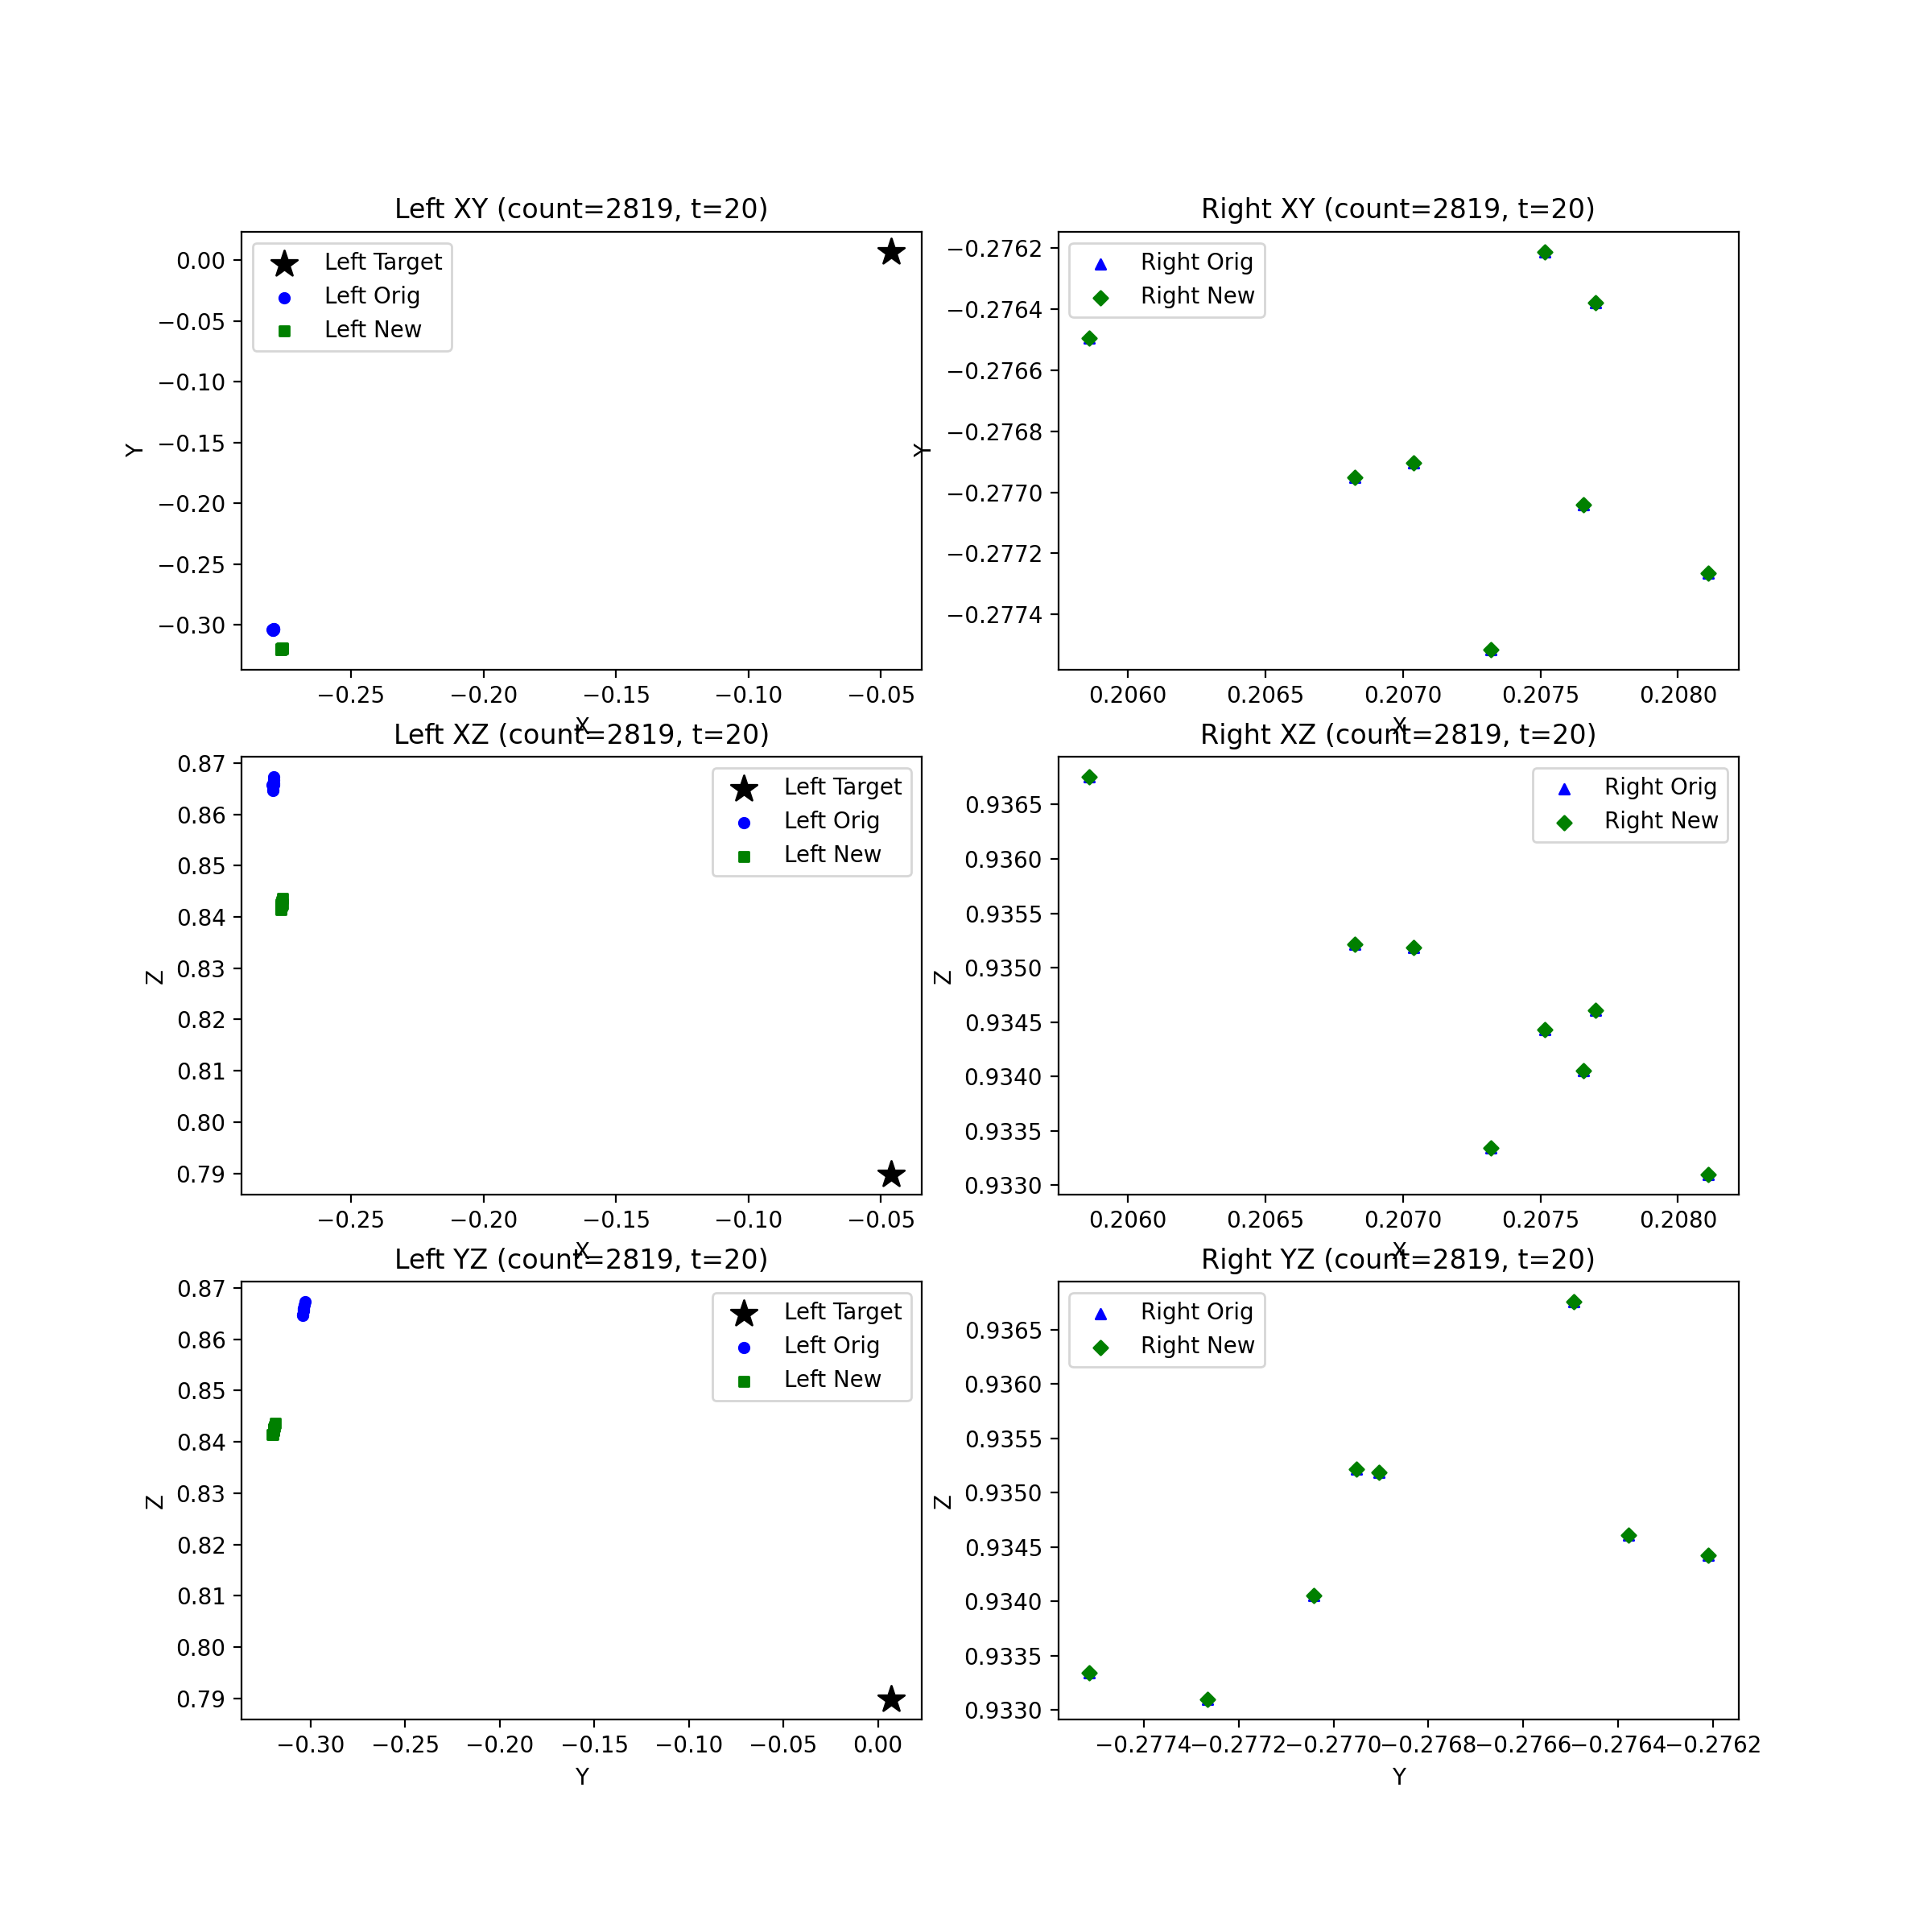 Left XY (count=2819, t=20)
Left Target
Left Orig
Left New
0.00
−0.05
−0.10
−0.15
−0.20
−0.25
−0.30
Y
−0.25
−0.20
−0.15
−0.10
−0.05
X
Right XY (count=2819, t=20)
Right Orig
Right New
−0.2762
−0.2764
−0.2766
−0.2768
−0.2770
−0.2772
−0.2774
Y
0.2060
0.2065
0.2070
0.2075
0.2080
X
Left XZ (count=2819, t=20)
Left Target
Left Orig
Left New
0.87
0.86
0.85
0.84
0.83
0.82
0.81
0.80
0.79
Z
−0.25
−0.20
−0.15
−0.10
−0.05
X
Right XZ (count=2819, t=20)
Right Orig
Right New
0.9365
0.9360
0.9355
0.9350
0.9345
0.9340
0.9335
0.9330
Z
0.2060
0.2065
0.2070
0.2075
0.2080
X
Left YZ (count=2819, t=20)
Left Target
Left Orig
Left New
0.87
0.86
0.85
0.84
0.83
0.82
0.81
0.80
0.79
Z
−0.30
−0.25
−0.20
−0.15
−0.10
−0.05
0.00
Y
Right YZ (count=2819, t=20)
Right Orig
Right New
0.9365
0.9360
0.9355
0.9350
0.9345
0.9340
0.9335
0.9330
Z
−0.2774
−0.2772
−0.2770
−0.2768
−0.2766
−0.2764
−0.2762
Y